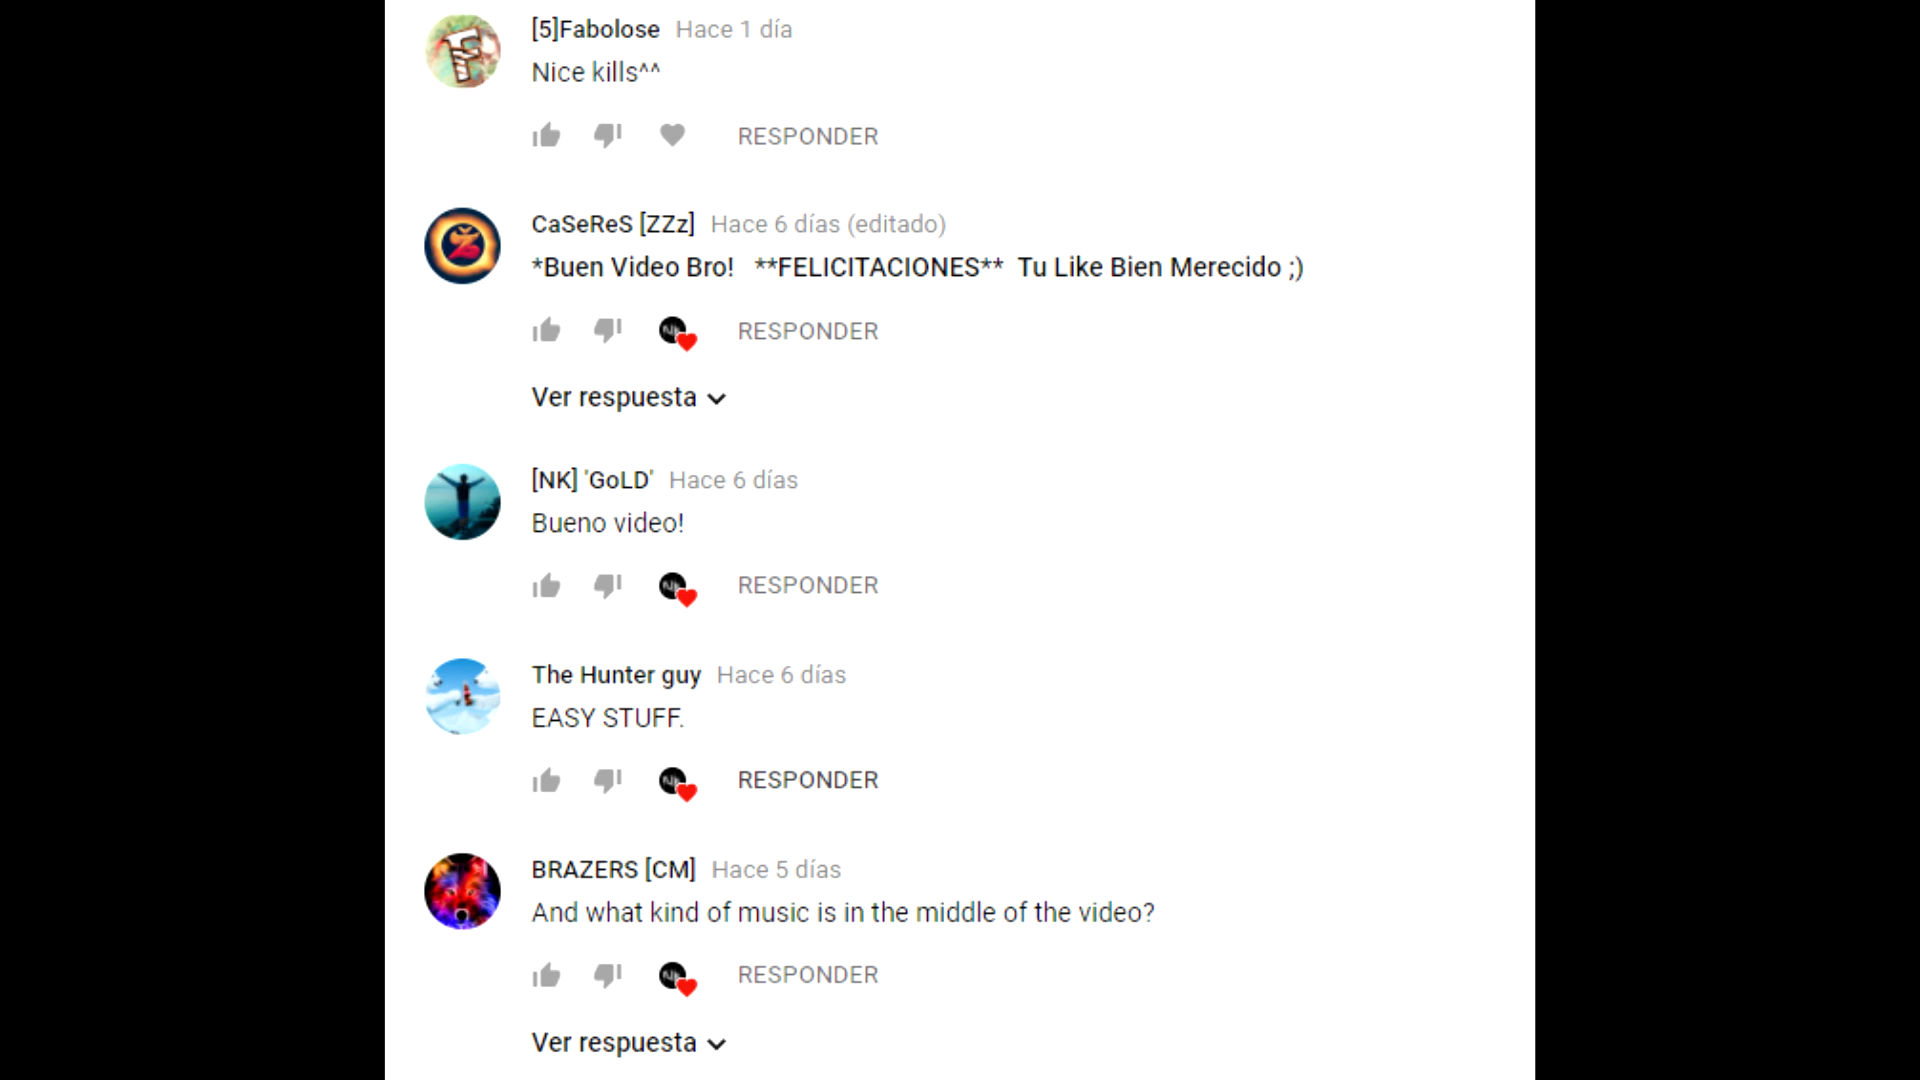 [5]Fabolose Hace 1 día
Nice kills^^
RESPONDER
CaSeReS [ZZz] Hace 6 días (editado)
*Buen Video Bro! **FELICITACIONES** Tu Like Bien Merecido ;)
RESPONDER
Ver respuesta
[NK] 'GoLD' Hace 6 días
Bueno video!
RESPONDER
The Hunter guy Hace 6 días
EASY STUFF.
RESPONDER
BRAZERS [CM] Hace 5 días
And what kind of music is in the middle of the video?
RESPONDER
Ver respuesta